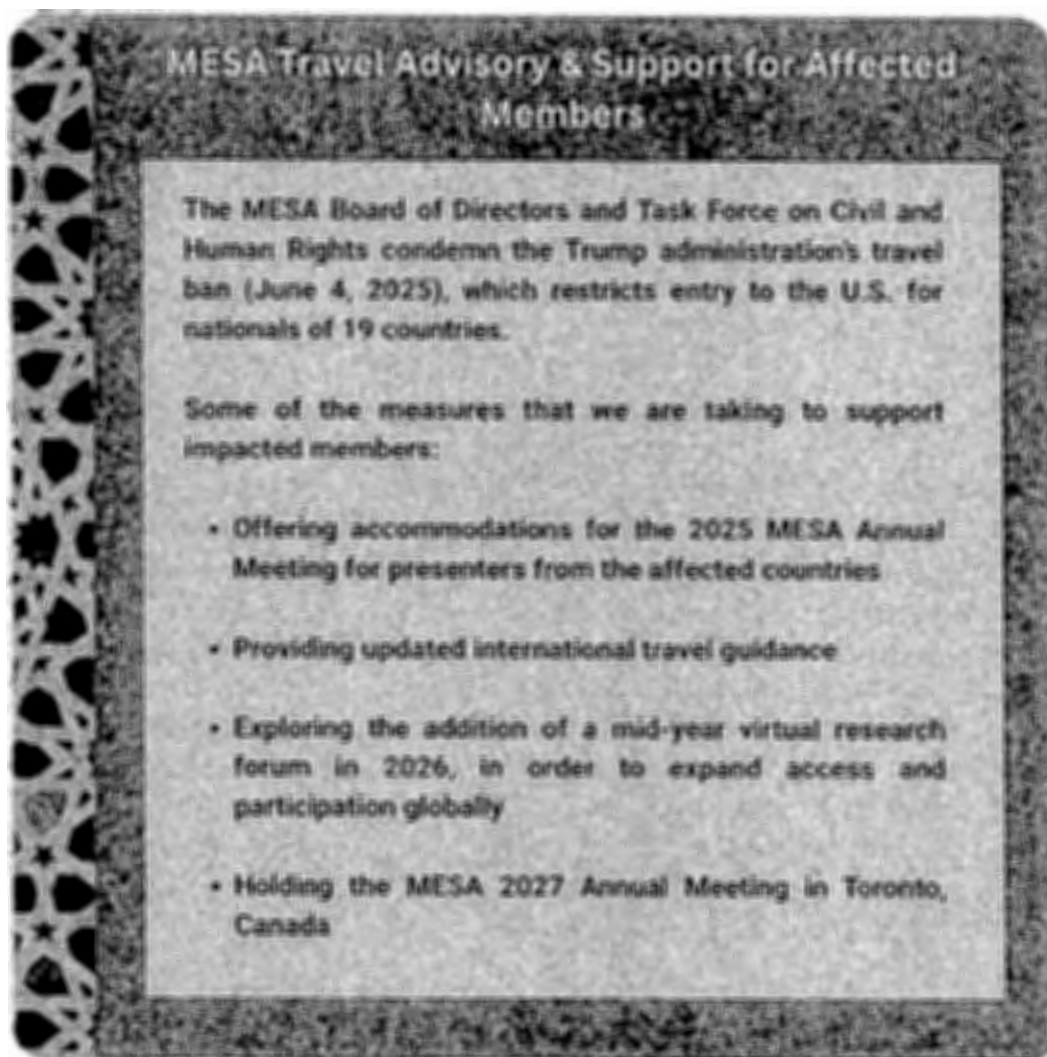 MESA Travel Advisory & Support for Affected
Members
The MESA Board of Directors and Task Force on Civil and
Human Rights condemn the Trump administration's travel
ban (June 4, 2025), which restricts entry to the U.S. for
nationals of 19 countries.
Some of the measures that we are taking to support
impacted members:
• Offering accommodations for the 2025 MESA Annual
Meeting for presenters from the affected countries
• Providing updated international travel guidance
• Exploring the addition of a mid-year virtual research
forum in 2026, in order to expand access and
participation globally
• Holding the MESA 2027 Annual Meeting in Toronto,
Canada